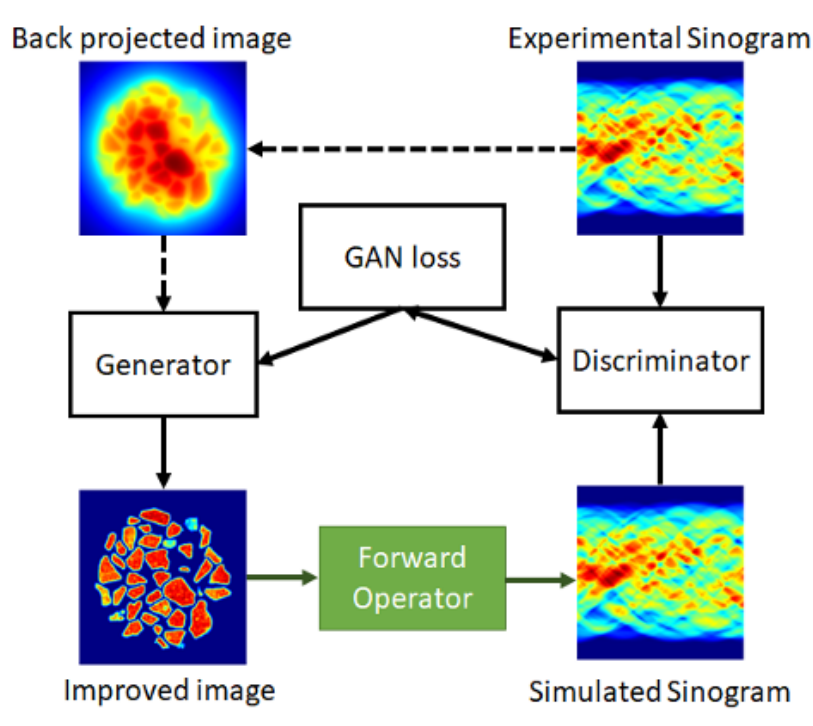 Back projected image
Experimental Sinogram
GAN loss
Generator
Discriminator
Forward
Operator
Improved image
Simulated Sinogram